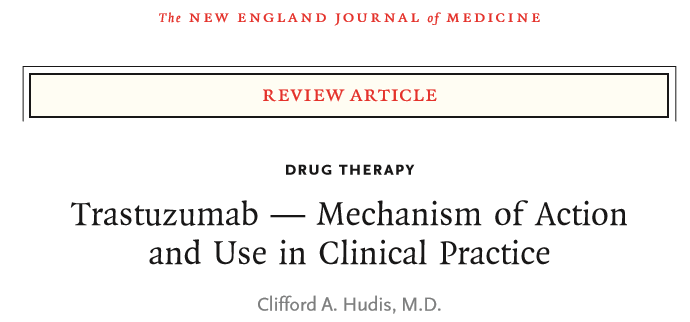 The NEW ENGLAND JOURNAL of MEDICINE
REVIEW ARTICLE
DRUG THERAPY
Trastuzumab — Mechanism of Action
and Use in Clinical Practice
Clifford A. Hudis, M.D.